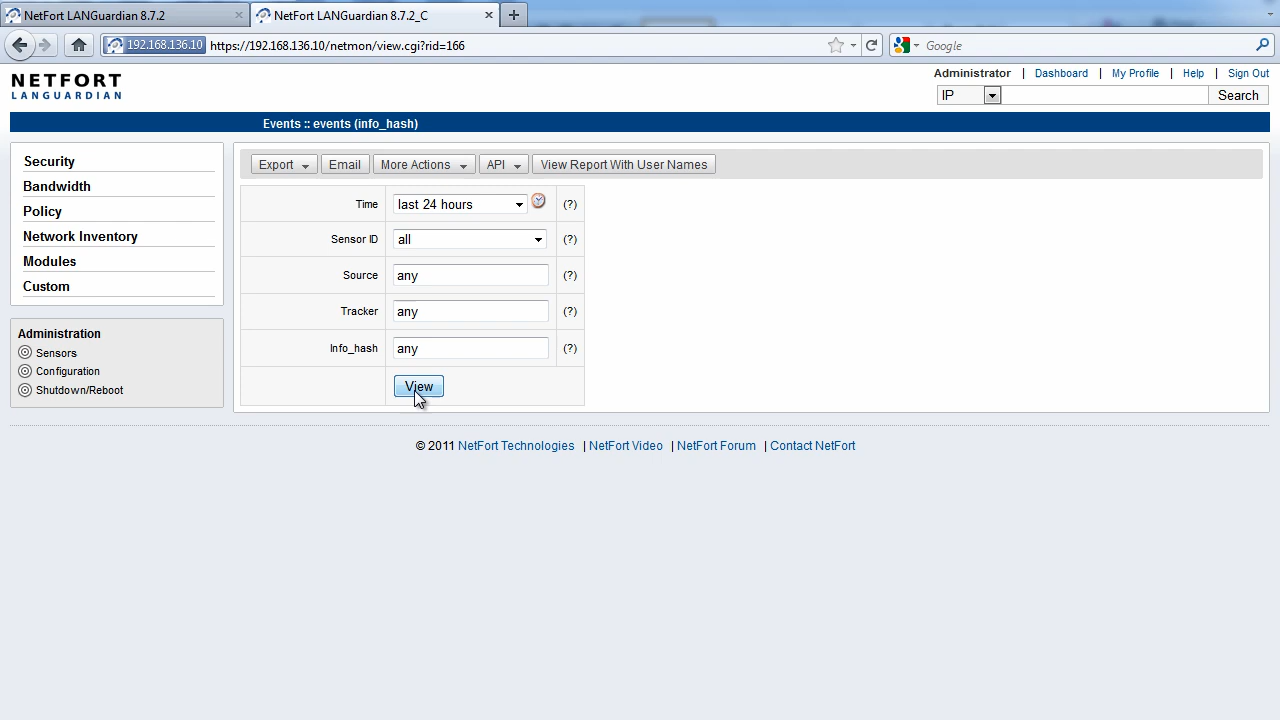 NetFort LANGuardian 8.7.2
NetFort LANGuardian 8.7.2_C
192.168.136.10 https://192.168.136.10/netmon/view.cgi?rid=166
Google
NETFORT
LANGUARDIAN
Administrator | Dashboard | My Profile | Help | Sign Out
IP Search
Events :: events (info_hash)
Security
Bandwidth
Policy
Network Inventory
Modules
Custom
Administration
Sensors
Configuration
Shutdown/Reboot
Export Email More Actions API View Report With User Names
Time last 24 hours (?)
Sensor ID all (?)
Source any (?)
Tracker any (?)
Info_hash any (?)
View
© 2011 NetFort Technologies | NetFort Video | NetFort Forum | Contact NetFort